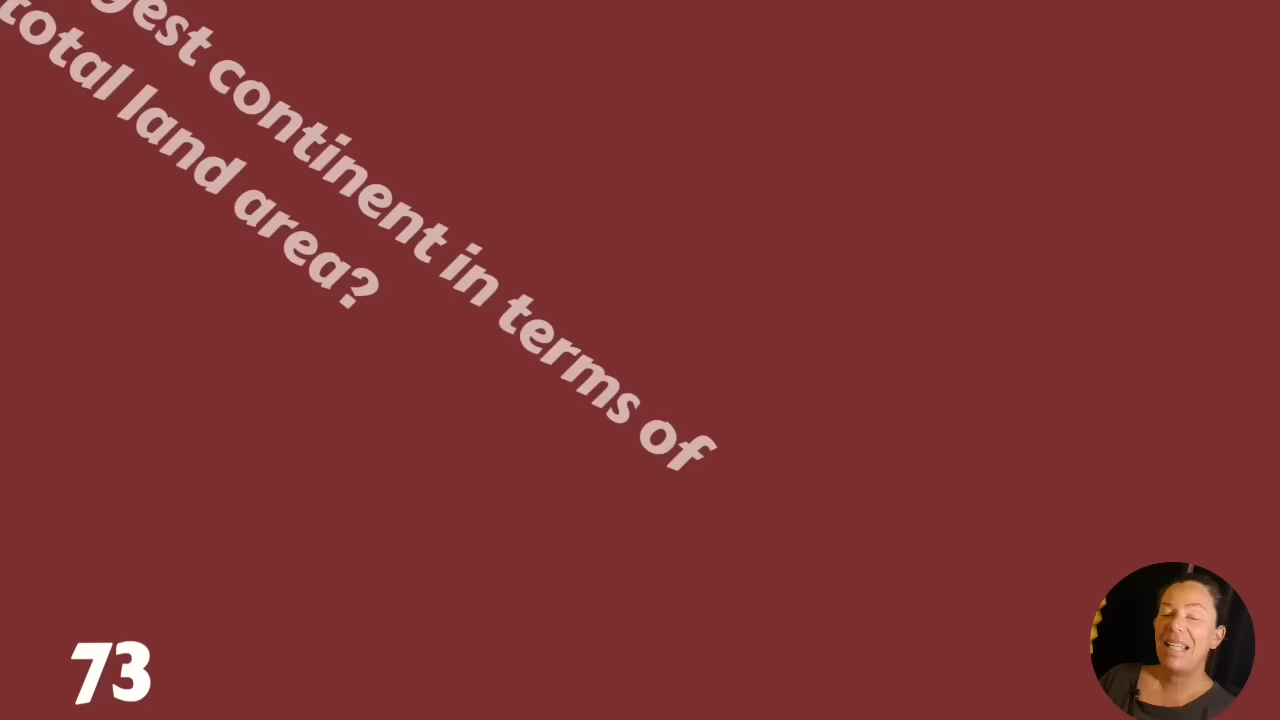 gest continent in terms of
total land area?
73